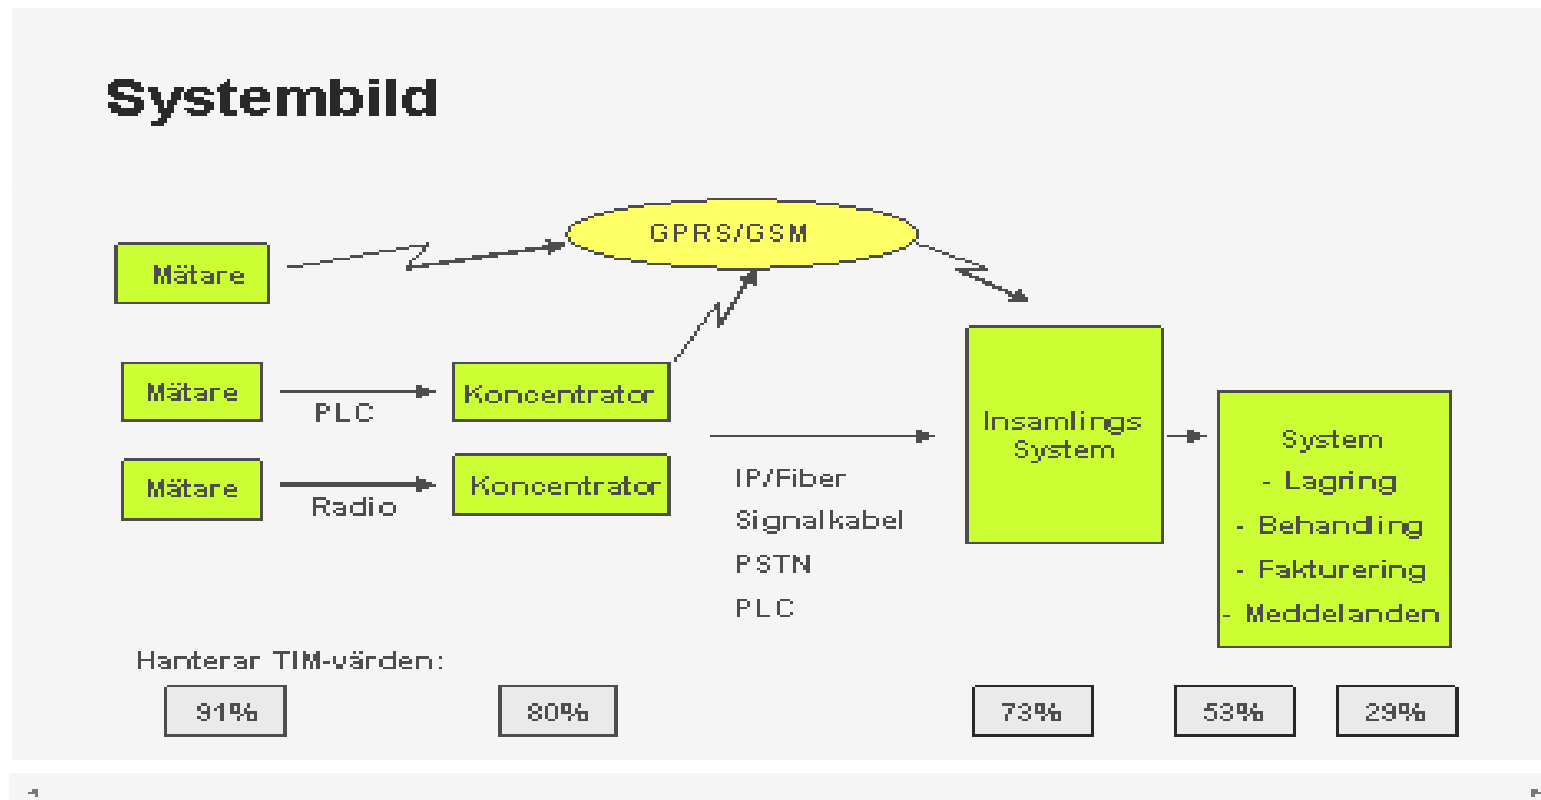 Systembild
GPRS/GSM
Mätare
Mätare
PLC
Koncentrator
Mätare
Radio
Koncentrator
IP/Fiber
Signalkabel
PSTN
PLC
Insamlings
System
System
- Lagring
- Behandling
- Fakturering
- Meddelanden
Hanterar TIM-värden:
91%
80%
73%
53%
29%